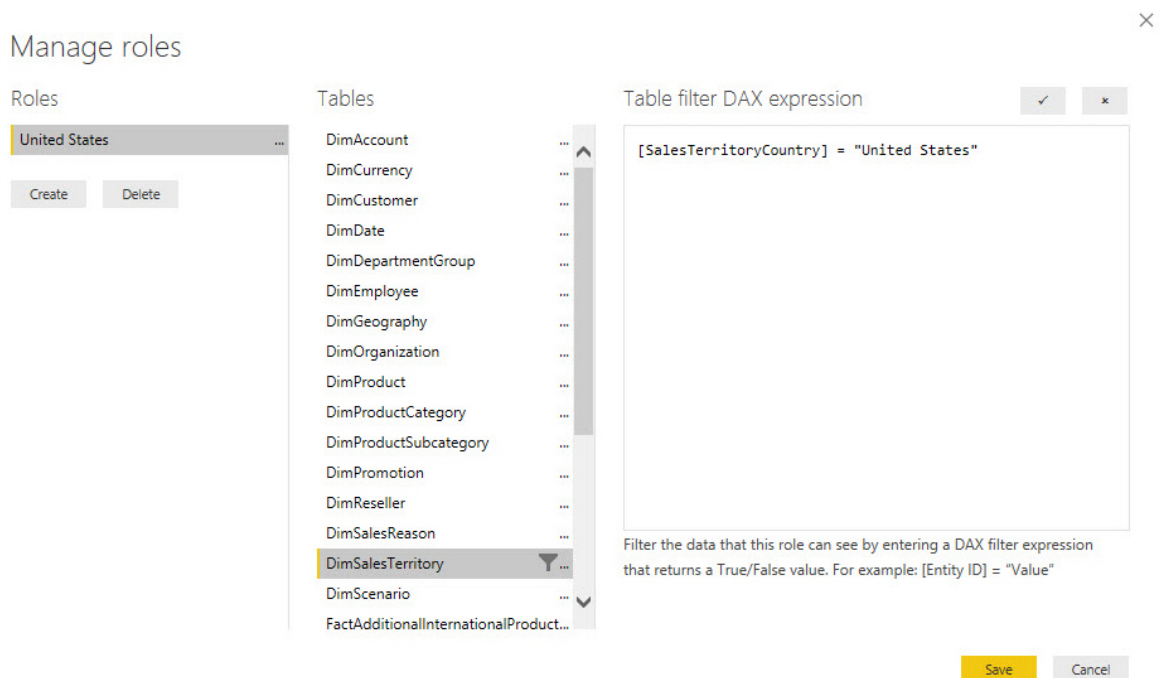 Manage roles
Roles
United States
...
Create
Delete
Tables
DimAccount ...
DimCurrency ...
DimCustomer ...
DimDate ...
DimDepartmentGroup ...
DimEmployee ...
DimGeography ...
DimOrganization ...
DimProduct ...
DimProductCategory ...
DimProductSubcategory ...
DimPromotion ...
DimReseller ...
DimSalesReason ...
DimSalesTerritory ...
DimScenario ...
FactAdditionalInternationalProduct...
Table filter DAX expression
[SalesTerritoryCountry] = "United States"
Filter the data that this role can see by entering a DAX filter expression
that returns a True/False value. For example: [Entity ID] = “Value”
Save
Cancel